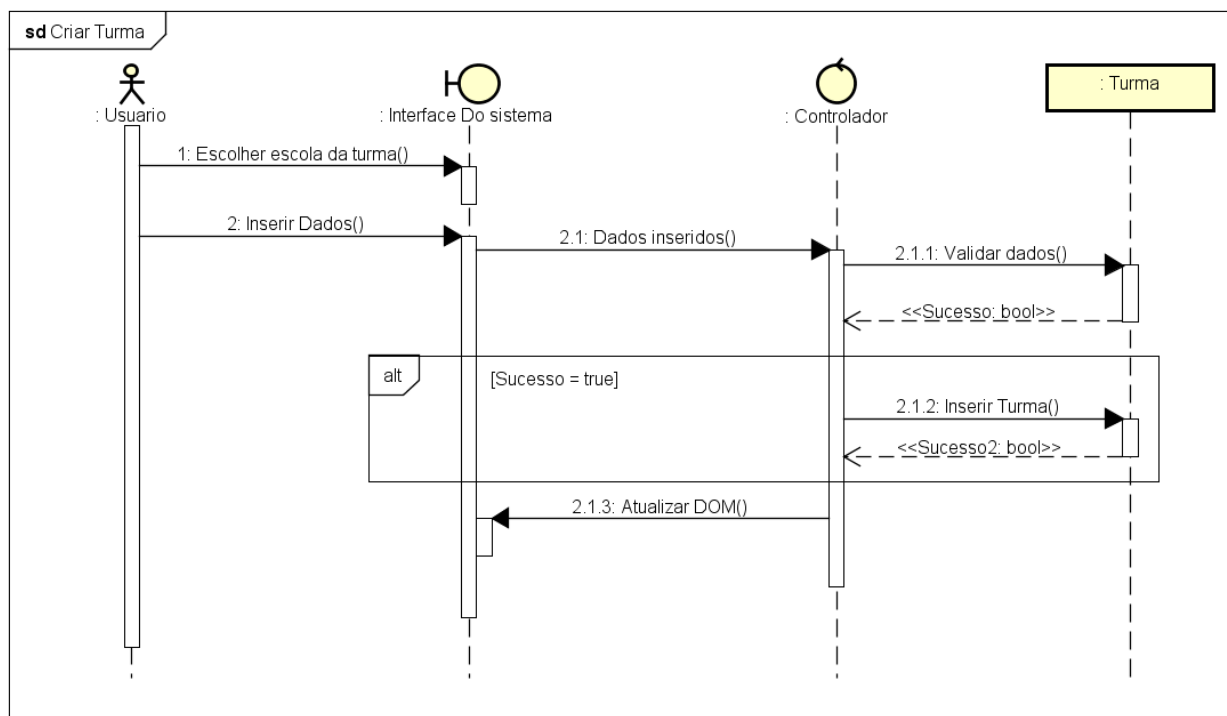 sd Criar Turma
: Usuario
: Interface Do sistema
: Controlador
: Turma
1: Escolher escola da turma()
2: Inserir Dados()
2.1: Dados inseridos()
2.1.1: Validar dados()
<<Sucesso: bool>>
alt
[Sucesso = true]
2.1.2: Inserir Turma()
<<Sucesso2: bool>>
2.1.3: Atualizar DOM()